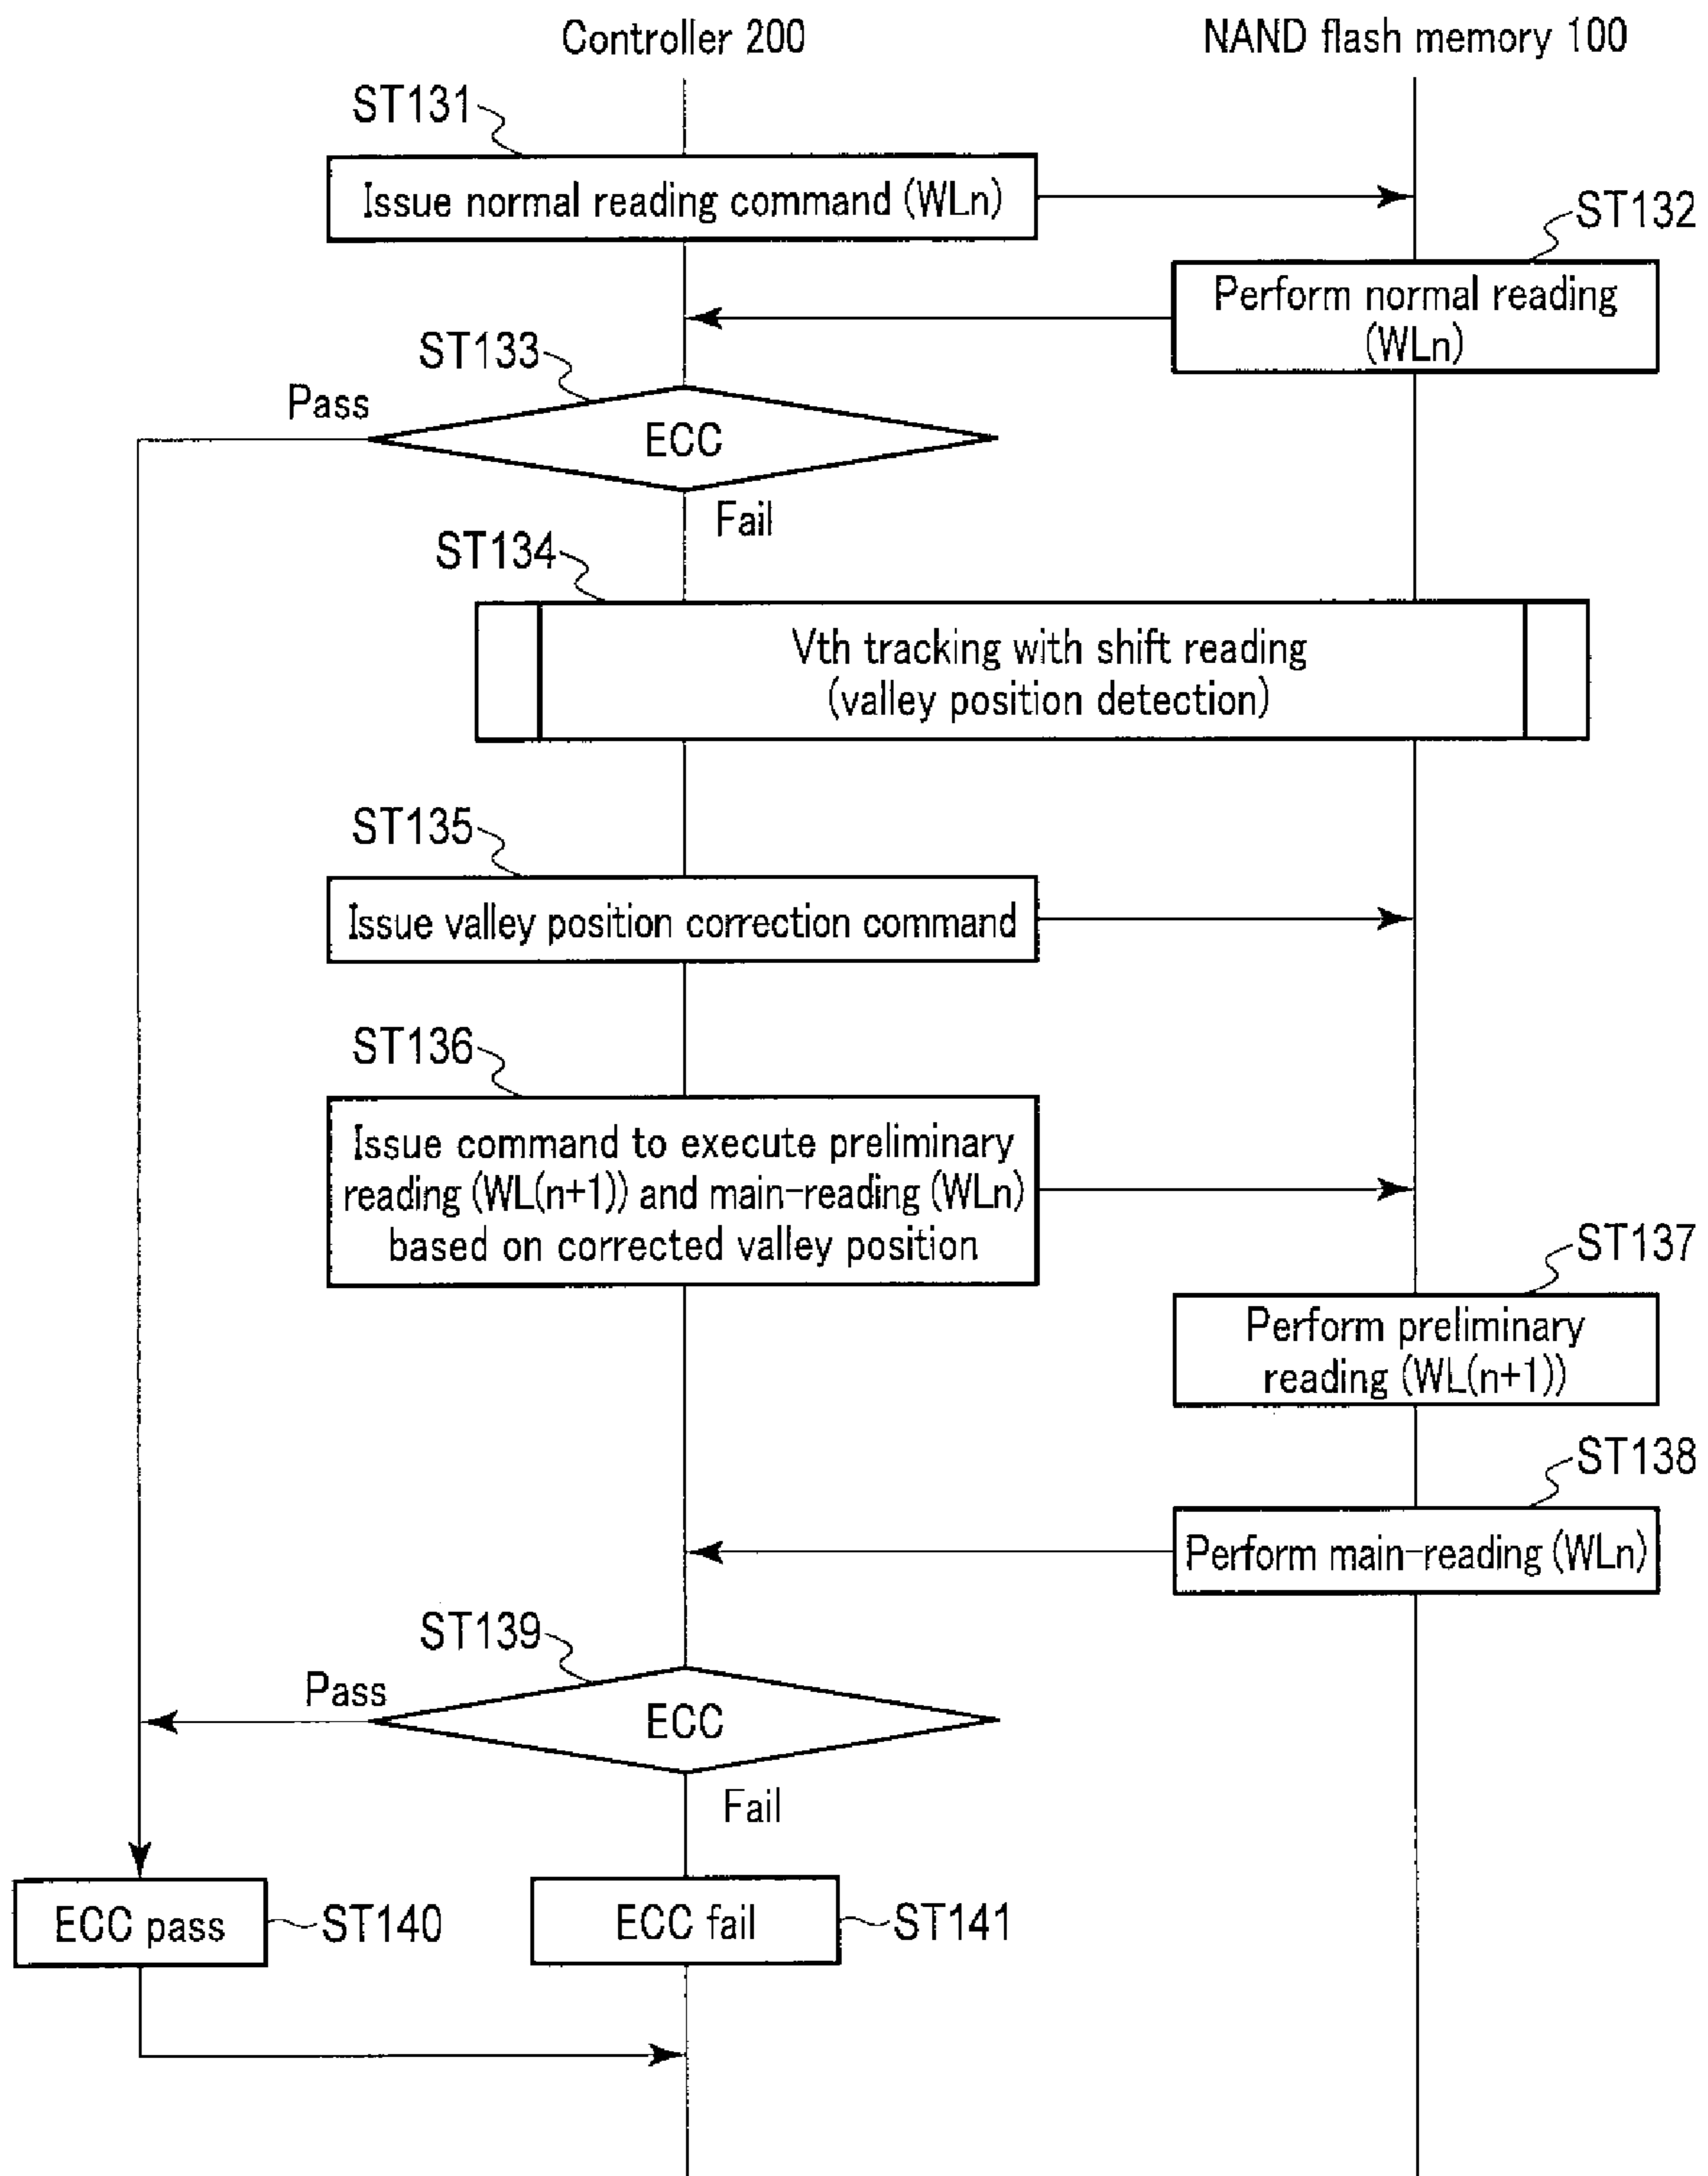 Controller 200
NAND flash memory 100
ST131
Issue normal reading command (WLn)
ST132
Perform normal reading
(WLn)
ST133
Pass
ECC
Fail
ST134
Vth tracking with shift reading
(valley position detection)
ST135
Issue valley position correction command
ST136
Issue command to execute preliminary
reading (WL(n+1)) and main-reading (WLn)
based on corrected valley position
ST137
Perform preliminary
reading (WL(n+1))
ST138
Perform main-reading (WLn)
ST139
Pass
ECC
Fail
ECC pass
ST140
ECC fail
ST141